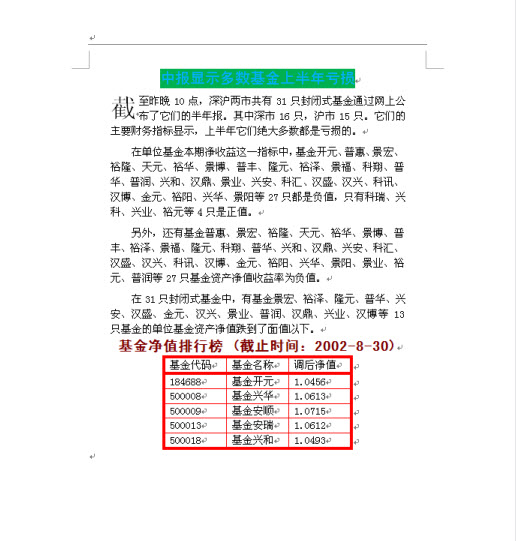 中报显示多数基金上半年亏损
截至昨晚 10 点，深沪两市共有 31 只封闭式基金通过网上公
布了它们的半年报。其中深市 16 只，沪市 15 只。它们的
主要财务指标显示，上半年它们绝大多数都是亏损的。
在单位基金本期净收益这一指标中，基金开元、普惠、景宏、
裕隆、天元、裕华、景博、普丰、隆元、裕泽、景福、科翔、普
华、普润、兴和、汉鼎、景业、兴安、科汇、汉盛、汉兴、科讯、
汉博、金元、裕阳、兴华、景阳等 27 只都是负值，只有科瑞、兴
科、兴业、裕元等 4 只是正值。
另外，还有基金普惠、景宏、裕隆、天元、裕华、景博、普
丰、裕泽、景福、隆元、科翔、普华、兴和、汉鼎、兴安、科汇、
汉盛、汉兴、科讯、汉博、金元、裕阳、兴华、景阳、景业、裕
元、普润等 27 只基金资产净值收益率为负值。
在 31 只封闭式基金中，有基金景宏、裕泽、隆元、普华、兴
安、汉盛、金元、汉兴、景业、普润、汉鼎、兴业、汉博等 13
只基金的单位基金资产净值跌到了面值以下。
基金净值排行榜（截止时间：2002-8-30）
基金代码 基金名称 调后净值
184688 基金开元 1.0456
500008 基金兴华 1.0613
500009 基金安顺 1.0715
500013 基金安瑞 1.0612
500018 基金兴和 1.0493